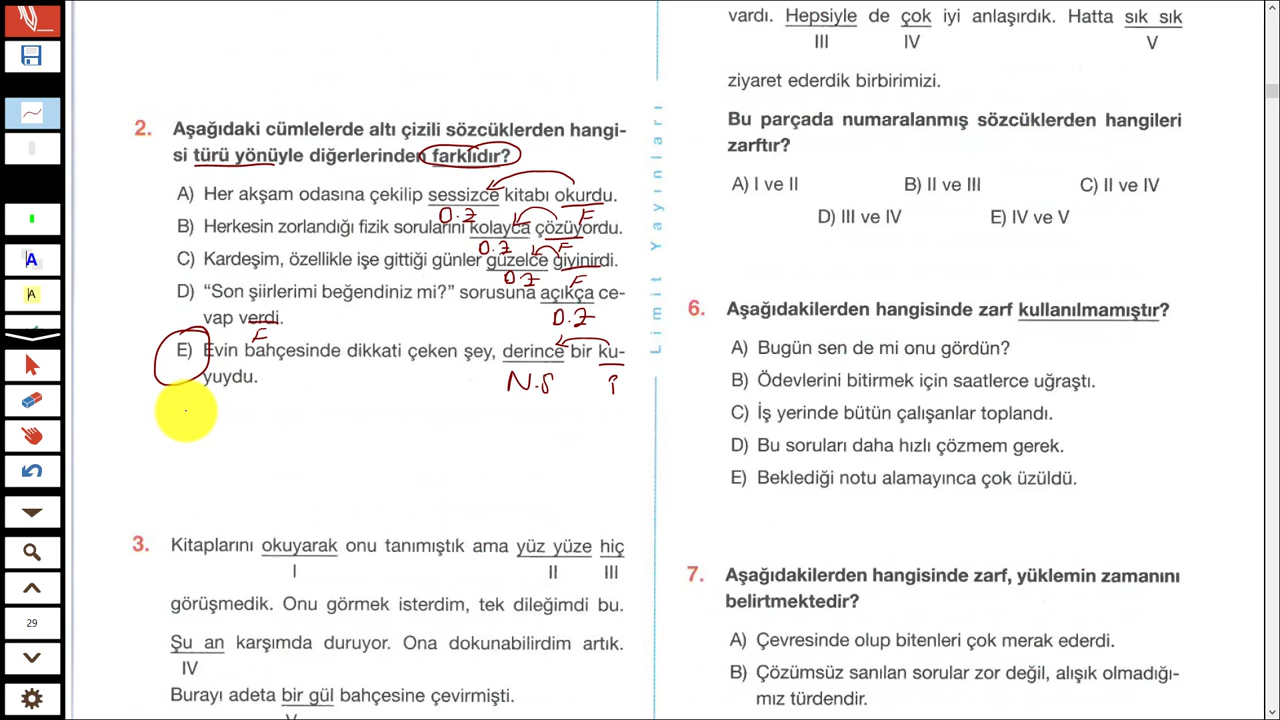 2. Aşağıdaki cümlelerde altı çizili sözcüklerden hangi-
si türü yönüyle diğerlerinden farklıdır?
A) Her akşam odasına çekilip sessizce kitabı okurdu.
D.Z F
B) Herkesin zorlandığı fizik sorularını kolayca çözüyordu.
D.Z F
C) Kardeşim, özellikle işe gittiği günler güzelce giyinirdi.
D.Z F
D) “Son şiirlerimi beğendiniz mi?” sorusuna açıkça ce-
vap verdi.
D.Z
F
E) Evin bahçesinde dikkati çeken şey, derince bir ku-
yuydu.
N.S İ
3. Kitaplarını okuyarak onu tanımıştık ama yüz yüze hiç
I II III
görüşmedik. Onu görmek isterdim, tek dileğimdi bu.
Şu an karşımda duruyor. Ona dokunabilirdim artık.
IV
Burayı adeta bir gül bahçesine çevirmişti.
Limit Yayınları
vardı. Hepsiyle de çok iyi anlaşırdık. Hatta sık sık
III IV V
ziyaret ederdik birbirimizi.
Bu parçada numaralanmış sözcüklerden hangileri
zarftır?
A) I ve II B) II ve III C) II ve IV
D) III ve IV E) IV ve V
6. Aşağıdakilerden hangisinde zarf kullanılmamıştır?
A) Bugün sen de mi onu gördün?
B) Ödevlerini bitirmek için saatlerce uğraştı.
C) İş yerinde bütün çalışanlar toplandı.
D) Bu soruları daha hızlı çözmem gerek.
E) Beklediği notu alamayınca çok üzüldü.
7. Aşağıdakilerden hangisinde zarf, yüklemin zamanını
belirtmektedir?
A) Çevresinde olup bitenleri çok merak ederdi.
B) Çözümsüz sanılan sorular zor değil, alışık olmadığı-
mız türdendir.
A
A
29